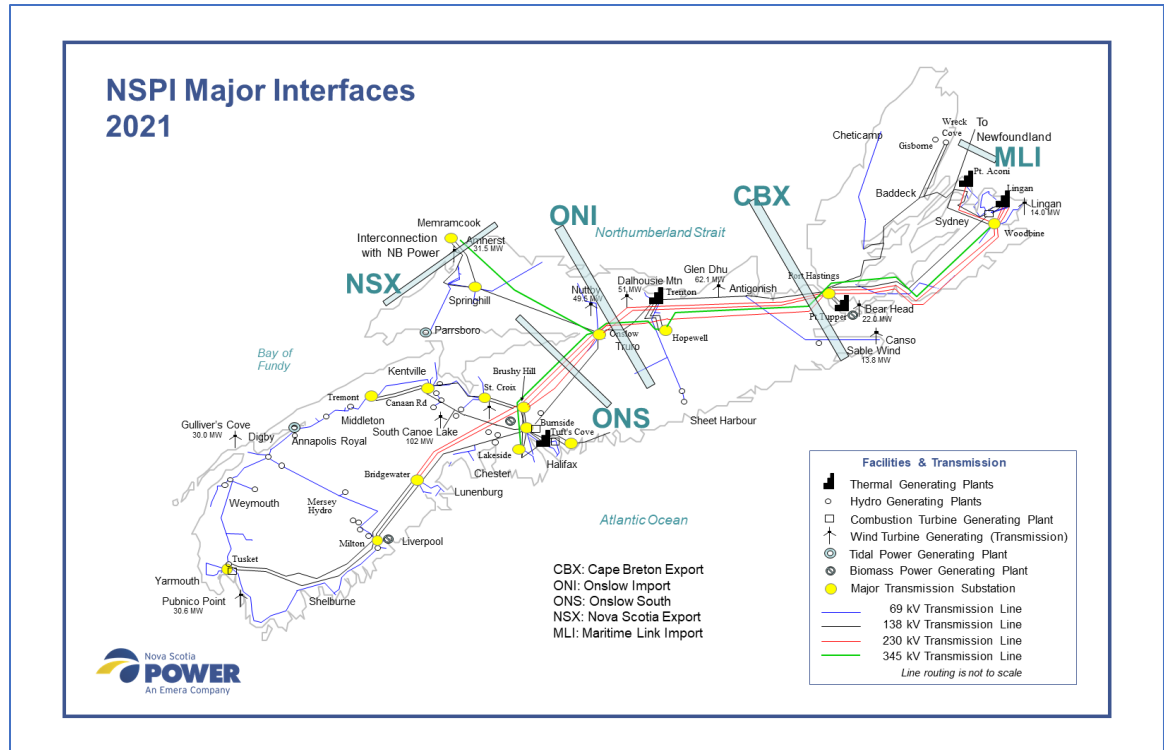 NSPI Major Interfaces
2021
To
Newfoundland
Wreck
Cove
Gisborne
Cheticamp
MLI
Pt. Aconi
Lingan
Lingan
14.0 MW
Baddeck
Sydney
Woodbine
CBX
ONI
Northumberland Strait
Memramcook
Interconnection
with NB Power
Amherst
31.5 MW
NSX
Springhill
Nuttby
49.5 MW
Dalhousie Mtn
51 MW
Trenton
Glen Dhu
62.1 MW
Antigonish
Port Hastings
Pt Tupper
Bear Head
22.0 MW
Canso
Sable Wind
13.8 MW
Parrsboro
Onslow
Truro
Hopewell
Sheet Harbour
Bay of
Fundy
Kentville
Brushy Hill
St. Croix
Tremont
Canaan Rd
Middleton
ONS
South Canoe Lake
102 MW
Burnside
Tuft's Cove
Gulliver's Cove
30.0 MW
Digby
Annapolis Royal
Lakeside
Halifax
Chester
Bridgewater
Lunenburg
Weymouth
Mersey
Hydro
Milton
Liverpool
Atlantic Ocean
Tusket
Yarmouth
Pubnico Point
30.6 MW
Shelburne
CBX: Cape Breton Export
ONI: Onslow Import
ONS: Onslow South
NSX: Nova Scotia Export
MLI: Maritime Link Import
Facilities & Transmission
Thermal Generating Plants
Hydro Generating Plants
Combustion Turbine Generating Plant
Wind Turbine Generating (Transmission)
Tidal Power Generating Plant
Biomass Power Generating Plant
Major Transmission Substation
69 kV Transmission Line
138 kV Transmission Line
230 kV Transmission Line
345 kV Transmission Line
Line routing is not to scale
Nova Scotia
POWER
An Emera Company